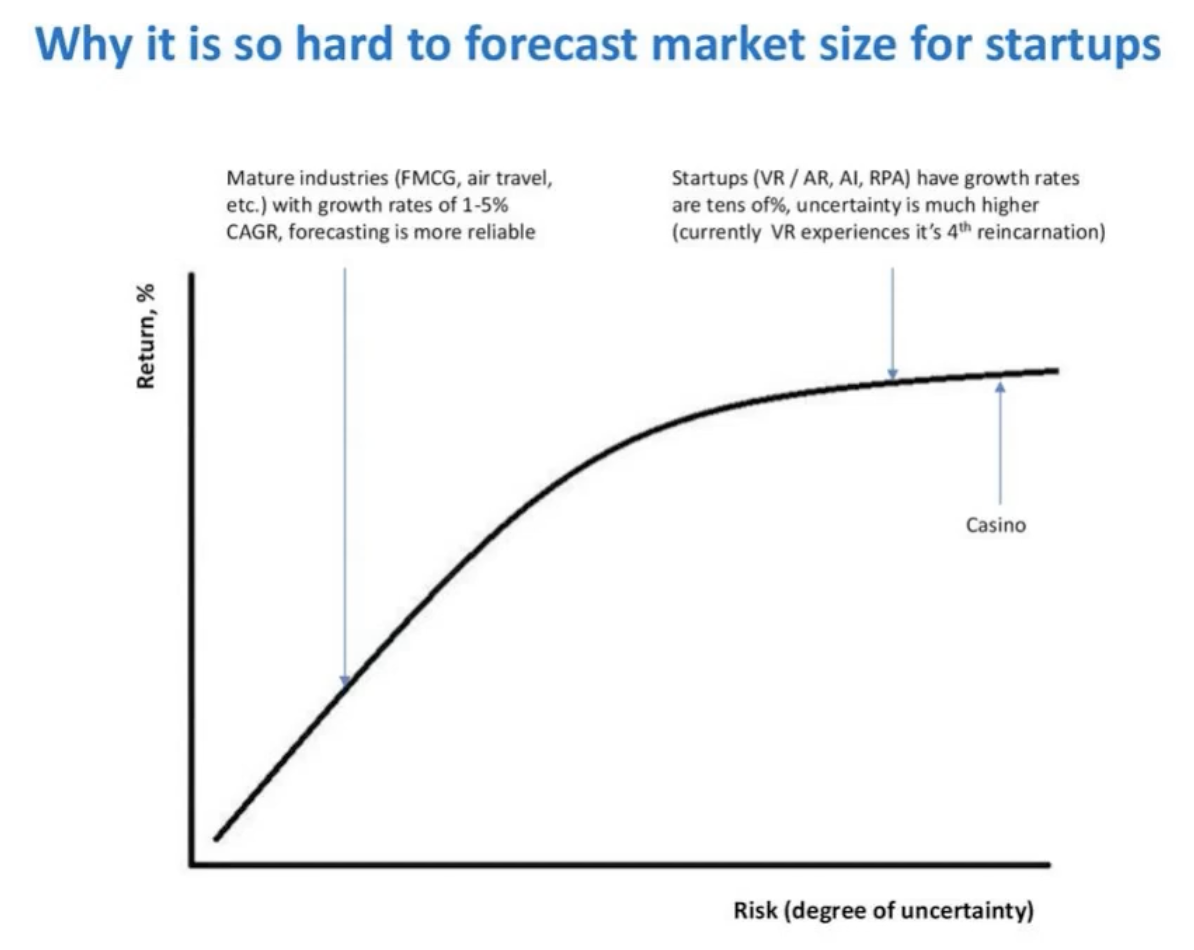 Why it is so hard to forecast market size for startups
Mature industries (FMCG, air travel,
etc.) with growth rates of 1-5%
CAGR, forecasting is more reliable
Startups (VR / AR, AI, RPA) have growth rates
are tens of%, uncertainty is much higher
(currently VR experiences it's 4th reincarnation)
Return, %
Casino
Risk (degree of uncertainty)